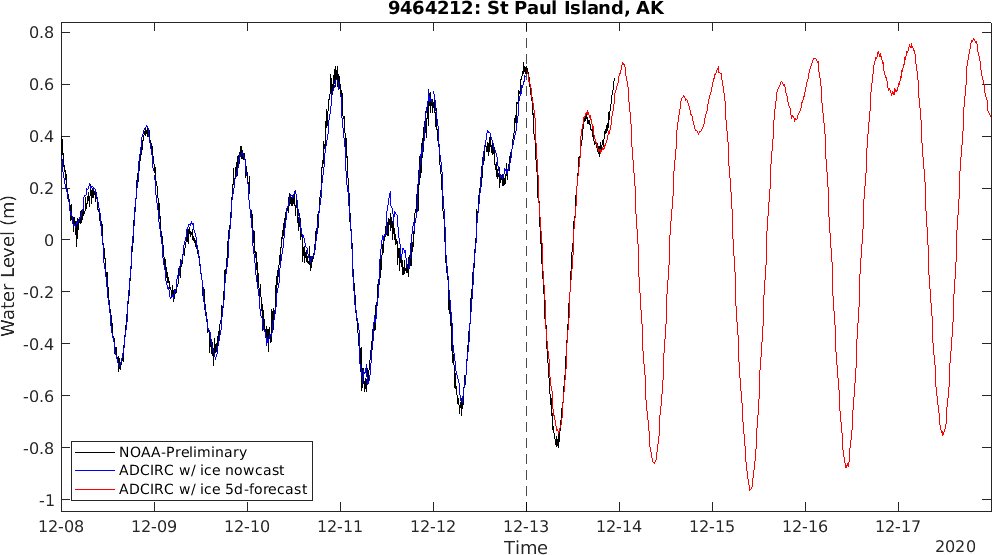 9464212: St Paul Island, AK
0.8
0.6
0.4
0.2
0
-0.2
-0.4
-0.6
-0.8
-1
Water Level (m)
NOAA-Preliminary
ADCIRC w/ ice nowcast
ADCIRC w/ ice 5d-forecast
12-08 12-09 12-10 12-11 12-12 12-13 12-14 12-15 12-16 12-17
Time
2020